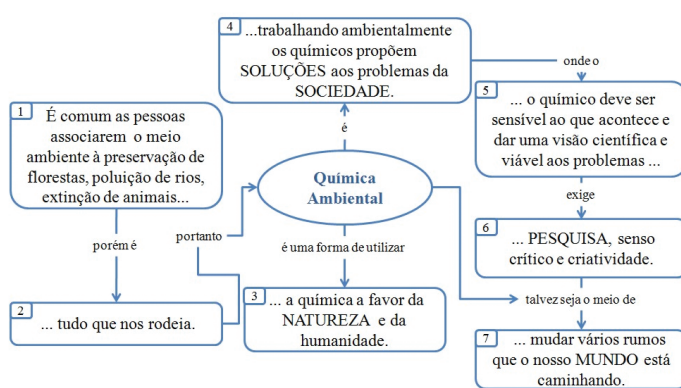 1
É comum as pessoas
associarem o meio
ambiente à preservação de
florestas, poluição de rios,
extinção de animais...
porém é
2
... tudo que nos rodeia.
portanto
Química
Ambiental
é uma forma de utilizar
3
... a química a favor da
NATUREZA e da
humanidade.
é
4
...trabalhando ambientalmente
os químicos propõem
SOLUÇÕES aos problemas da
SOCIEDADE.
onde o
5
... o químico deve ser
sensível ao que acontece e
dar uma visão científica e
viável aos problemas ...
exige
6
... PESQUISA, senso
crítico e criatividade.
talvez seja o meio de
7
... mudar vários rumos
que o nosso MUNDO está
caminhando.